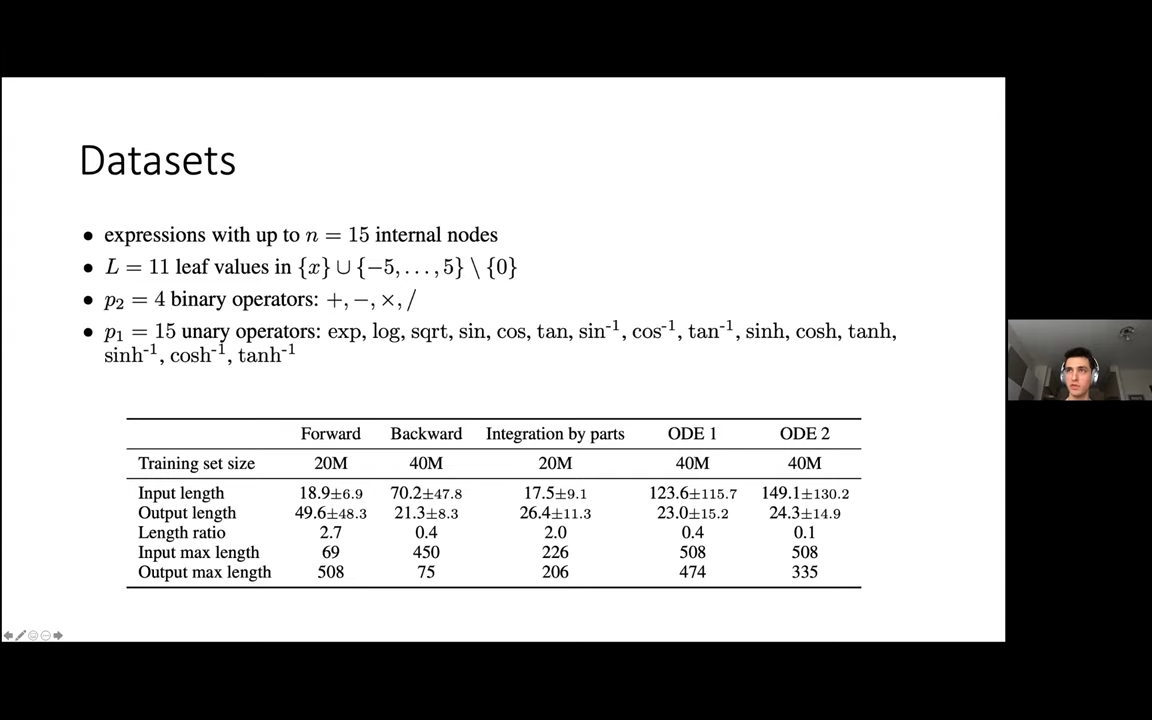 Datasets
• expressions with up to n = 15 internal nodes
• L = 11 leaf values in {x} ∪ {−5, . . . , 5} \ {0}
• p₂ = 4 binary operators: +, −, ×, /
• p₁ = 15 unary operators: exp, log, sqrt, sin, cos, tan, sin⁻¹, cos⁻¹, tan⁻¹, sinh, cosh, tanh,
sinh⁻¹, cosh⁻¹, tanh⁻¹
Forward Backward Integration by parts ODE 1 ODE 2
Training set size 20M 40M 20M 40M 40M
Input length 18.9±6.9 70.2±47.8 17.5±9.1 123.6±115.7 149.1±130.2
Output length 49.6±48.3 21.3±8.3 26.4±11.3 23.0±15.2 24.3±14.9
Length ratio 2.7 0.4 2.0 0.4 0.1
Input max length 69 450 226 508 508
Output max length 508 75 206 474 335